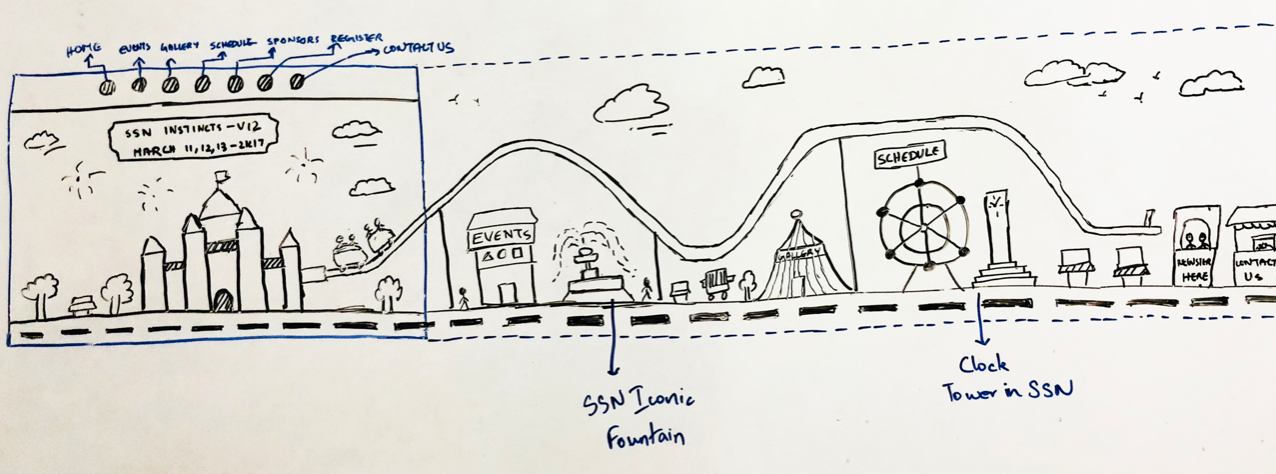 HOME
EVENTS
GALLERY
SCHEDULE
SPONSORS
REGISTER
CONTACT US
SSN INSTINCTS - V12
MARCH 11, 12, 13 - 2K17
EVENTS
GALLERY
SCHEDULE
HERE
CONTACT
US
SSN Iconic
Fountain
Clock
Tower in SSN